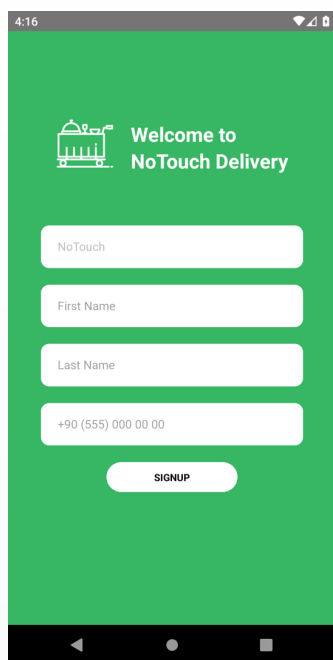 4:16
Welcome to
NoTouch Delivery
NoTouch
First Name
Last Name
+90 (555) 000 00 00
SIGNUP